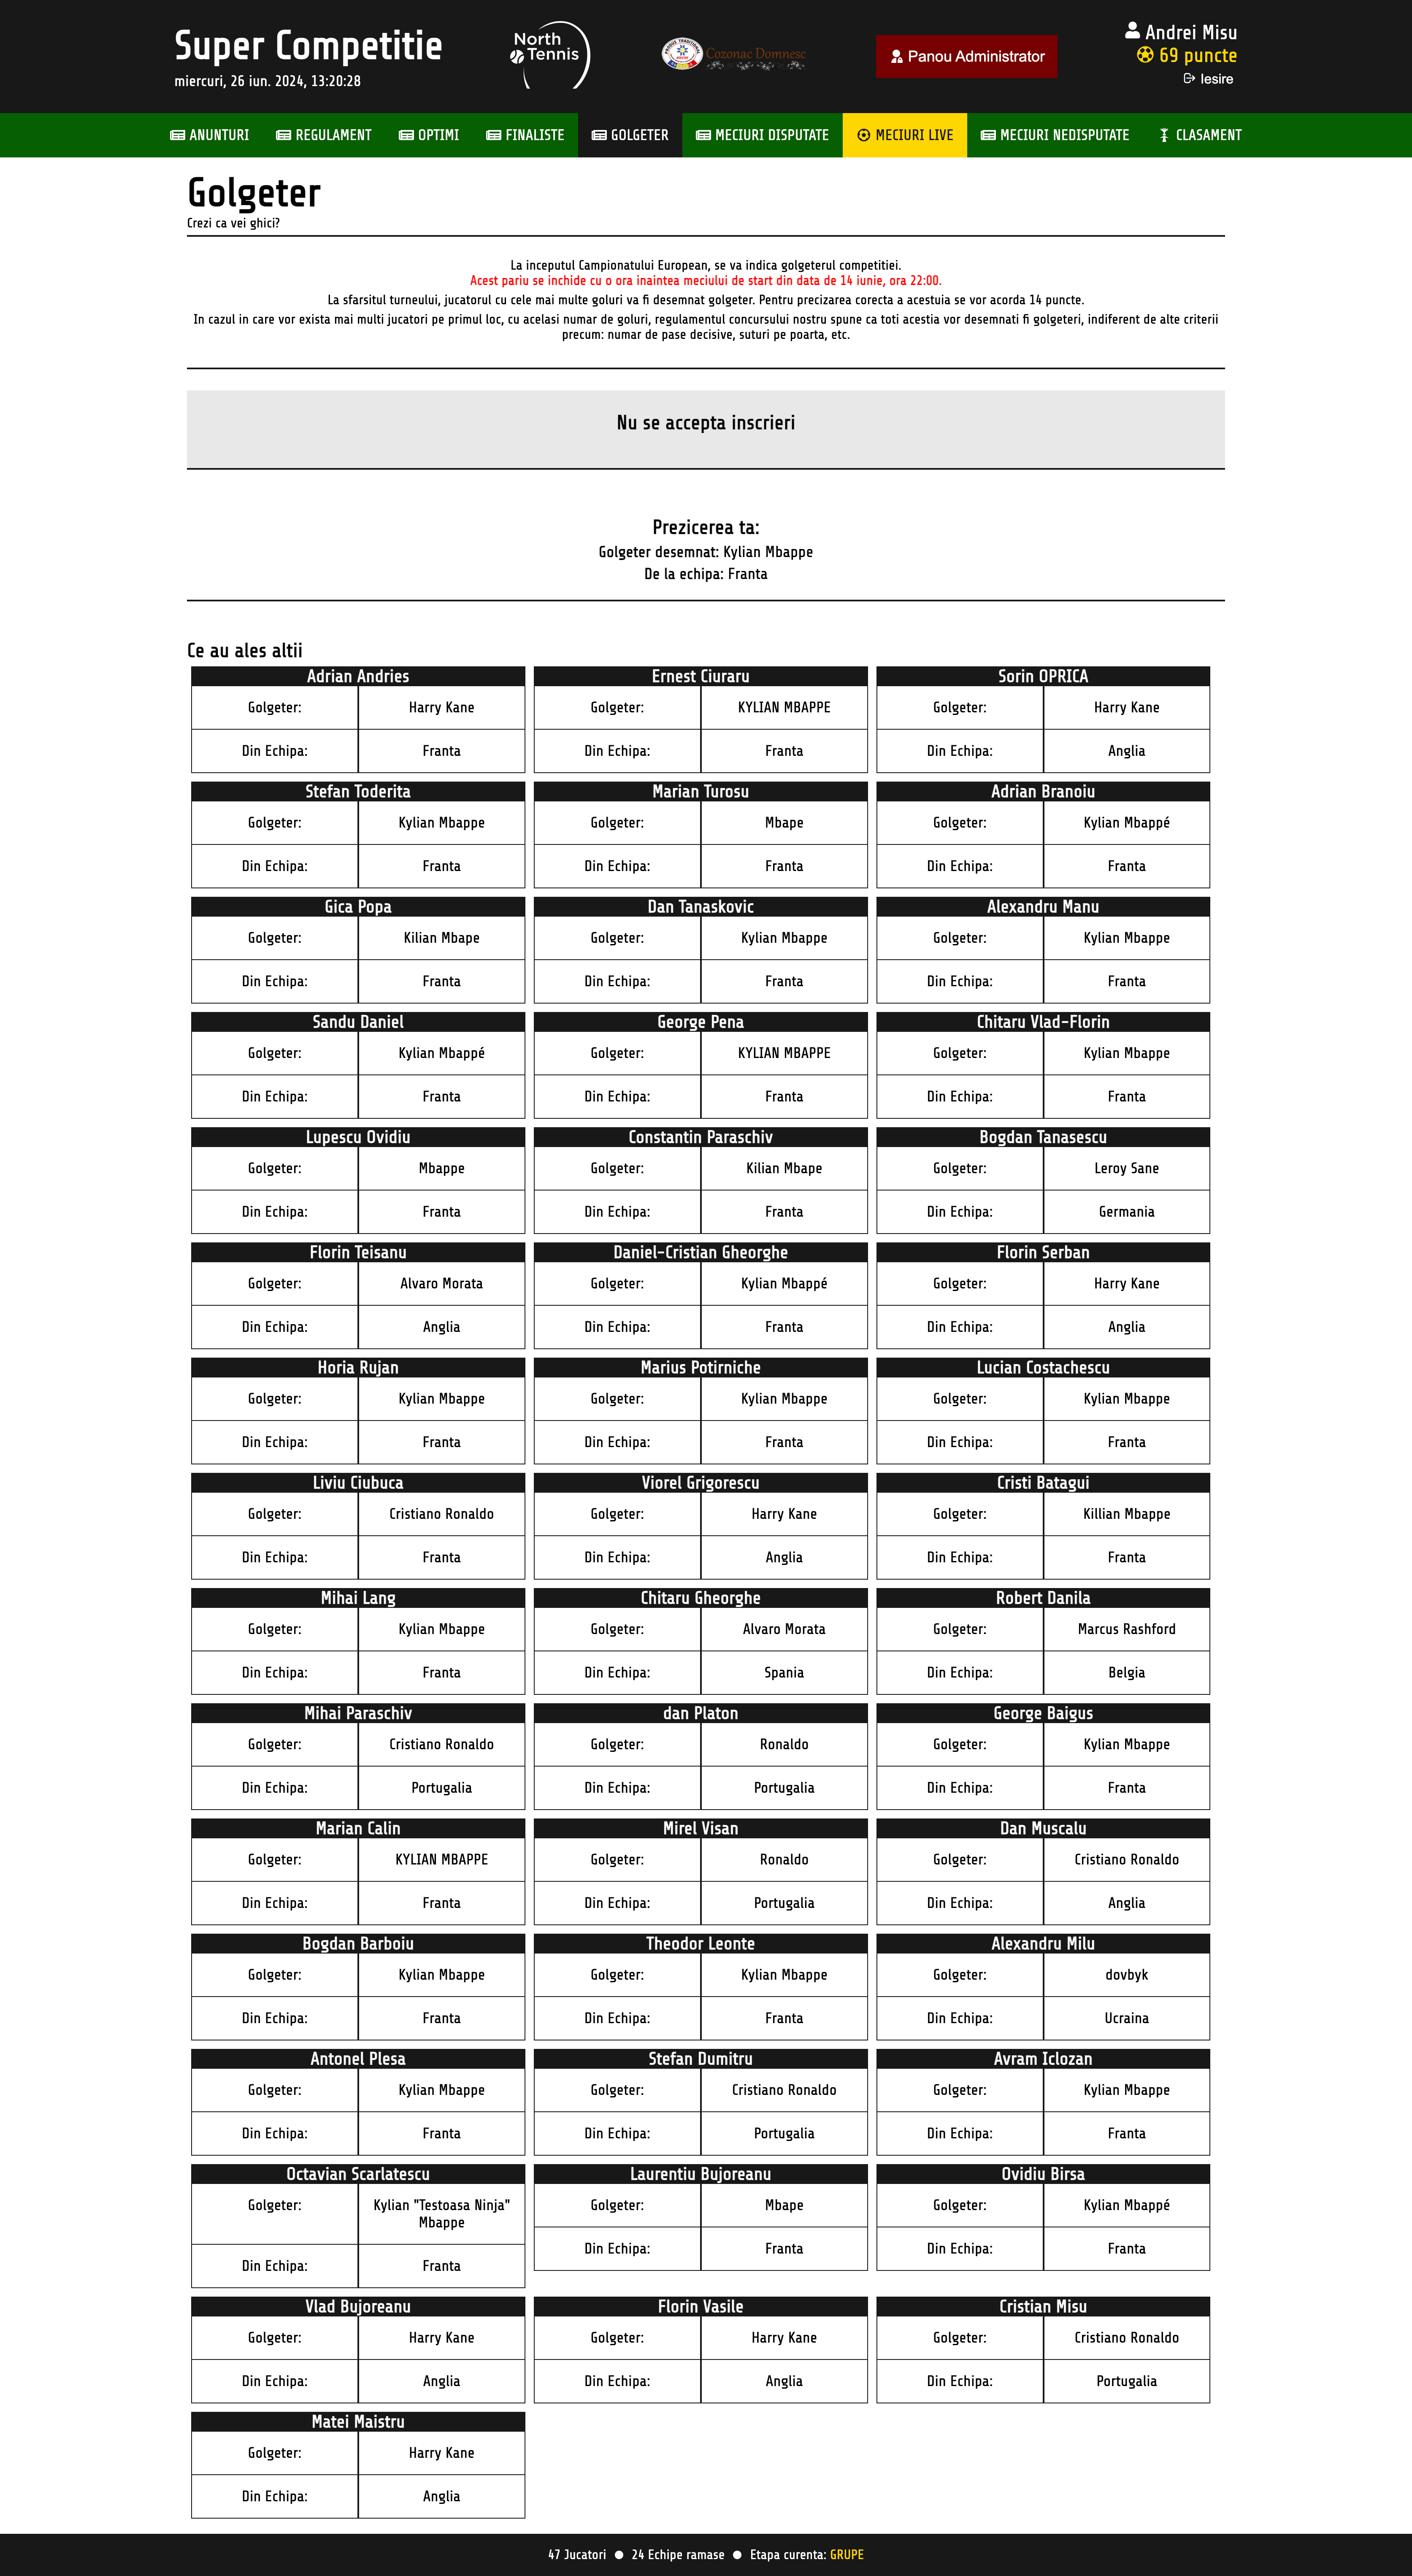 Super Competitie
miercuri, 26 iun. 2024, 13:20:28
North
Tennis
Cozonac Domnesc
Panou Administrator
Andrei Misu
69 puncte
Iesire
ANUNTURI REGULAMENT OPTIMI FINALISTE GOLGETER MECIURI DISPUTATE MECIURI LIVE MECIURI NEDISPUTATE CLASAMENT
Golgeter
Crezi ca vei ghici?
La inceputul Campionatului European, se va indica golgeterul competitiei.
Acest pariu se inchide cu o ora inaintea meciului de start din data de 14 iunie, ora 22:00.
La sfarsitul turneului, jucatorul cu cele mai multe goluri va fi desemnat golgeter. Pentru precizarea corecta a acestuia se vor acorda 14 puncte.
In cazul in care vor exista mai multi jucatori pe primul loc, cu acelasi numar de goluri, regulamentul concursului nostru spune ca toti acestia vor desemnati fi golgeteri, indiferent de alte criterii
precum: numar de pase decisive, suturi pe poarta, etc.
Nu se accepta inscrieri
Prezicerea ta:
Golgeter desemnat: Kylian Mbappe
De la echipa: Franta
Ce au ales altii
Adrian Andries Ernest Ciuraru Sorin OPRICA
Golgeter: Harry Kane Golgeter: KYLIAN MBAPPE Golgeter: Harry Kane
Din Echipa: Franta Din Echipa: Franta Din Echipa: Anglia
Stefan Toderita Marian Turosu Adrian Branoiu
Golgeter: Kylian Mbappe Golgeter: Mbape Golgeter: Kylian Mbappé
Din Echipa: Franta Din Echipa: Franta Din Echipa: Franta
Gica Popa Dan Tanaskovic Alexandru Manu
Golgeter: Kilian Mbape Golgeter: Kylian Mbappe Golgeter: Kylian Mbappe
Din Echipa: Franta Din Echipa: Franta Din Echipa: Franta
Sandu Daniel George Pena Chitaru Vlad-Florin
Golgeter: Kylian Mbappé Golgeter: KYLIAN MBAPPE Golgeter: Kylian Mbappe
Din Echipa: Franta Din Echipa: Franta Din Echipa: Franta
Lupescu Ovidiu Constantin Paraschiv Bogdan Tanasescu
Golgeter: Mbappe Golgeter: Kilian Mbape Golgeter: Leroy Sane
Din Echipa: Franta Din Echipa: Franta Din Echipa: Germania
Florin Teisanu Daniel-Cristian Gheorghe Florin Serban
Golgeter: Alvaro Morata Golgeter: Kylian Mbappé Golgeter: Harry Kane
Din Echipa: Anglia Din Echipa: Franta Din Echipa: Anglia
Horia Rujan Marius Potirniche Lucian Costachescu
Golgeter: Kylian Mbappe Golgeter: Kylian Mbappe Golgeter: Kylian Mbappe
Din Echipa: Franta Din Echipa: Franta Din Echipa: Franta
Liviu Ciubuca Viorel Grigorescu Cristi Batagui
Golgeter: Cristiano Ronaldo Golgeter: Harry Kane Golgeter: Killian Mbappe
Din Echipa: Franta Din Echipa: Anglia Din Echipa: Franta
Mihai Lang Chitaru Gheorghe Robert Danila
Golgeter: Kylian Mbappe Golgeter: Alvaro Morata Golgeter: Marcus Rashford
Din Echipa: Franta Din Echipa: Spania Din Echipa: Belgia
Mihai Paraschiv dan Platon George Baigus
Golgeter: Cristiano Ronaldo Golgeter: Ronaldo Golgeter: Kylian Mbappe
Din Echipa: Portugalia Din Echipa: Portugalia Din Echipa: Franta
Marian Calin Mirel Visan Dan Muscalu
Golgeter: KYLIAN MBAPPE Golgeter: Ronaldo Golgeter: Cristiano Ronaldo
Din Echipa: Franta Din Echipa: Portugalia Din Echipa: Anglia
Bogdan Barboiu Theodor Leonte Alexandru Milu
Golgeter: Kylian Mbappe Golgeter: Kylian Mbappe Golgeter: dovbyk
Din Echipa: Franta Din Echipa: Franta Din Echipa: Ucraina
Antonel Plesa Stefan Dumitru Avram Iclozan
Golgeter: Kylian Mbappe Golgeter: Cristiano Ronaldo Golgeter: Kylian Mbappe
Din Echipa: Franta Din Echipa: Portugalia Din Echipa: Franta
Octavian Scarlatescu Laurentiu Bujoreanu Ovidiu Birsa
Golgeter: Kylian "Testoasa Ninja" Golgeter: Mbape Golgeter: Kylian Mbappé
Mbappe
Din Echipa: Franta Din Echipa: Franta Din Echipa: Franta
Vlad Bujoreanu Florin Vasile Cristian Misu
Golgeter: Harry Kane Golgeter: Harry Kane Golgeter: Cristiano Ronaldo
Din Echipa: Anglia Din Echipa: Anglia Din Echipa: Portugalia
Matei Maistru
Golgeter: Harry Kane
Din Echipa: Anglia
47 Jucatori ● 24 Echipe ramase ● Etapa curenta: GRUPE